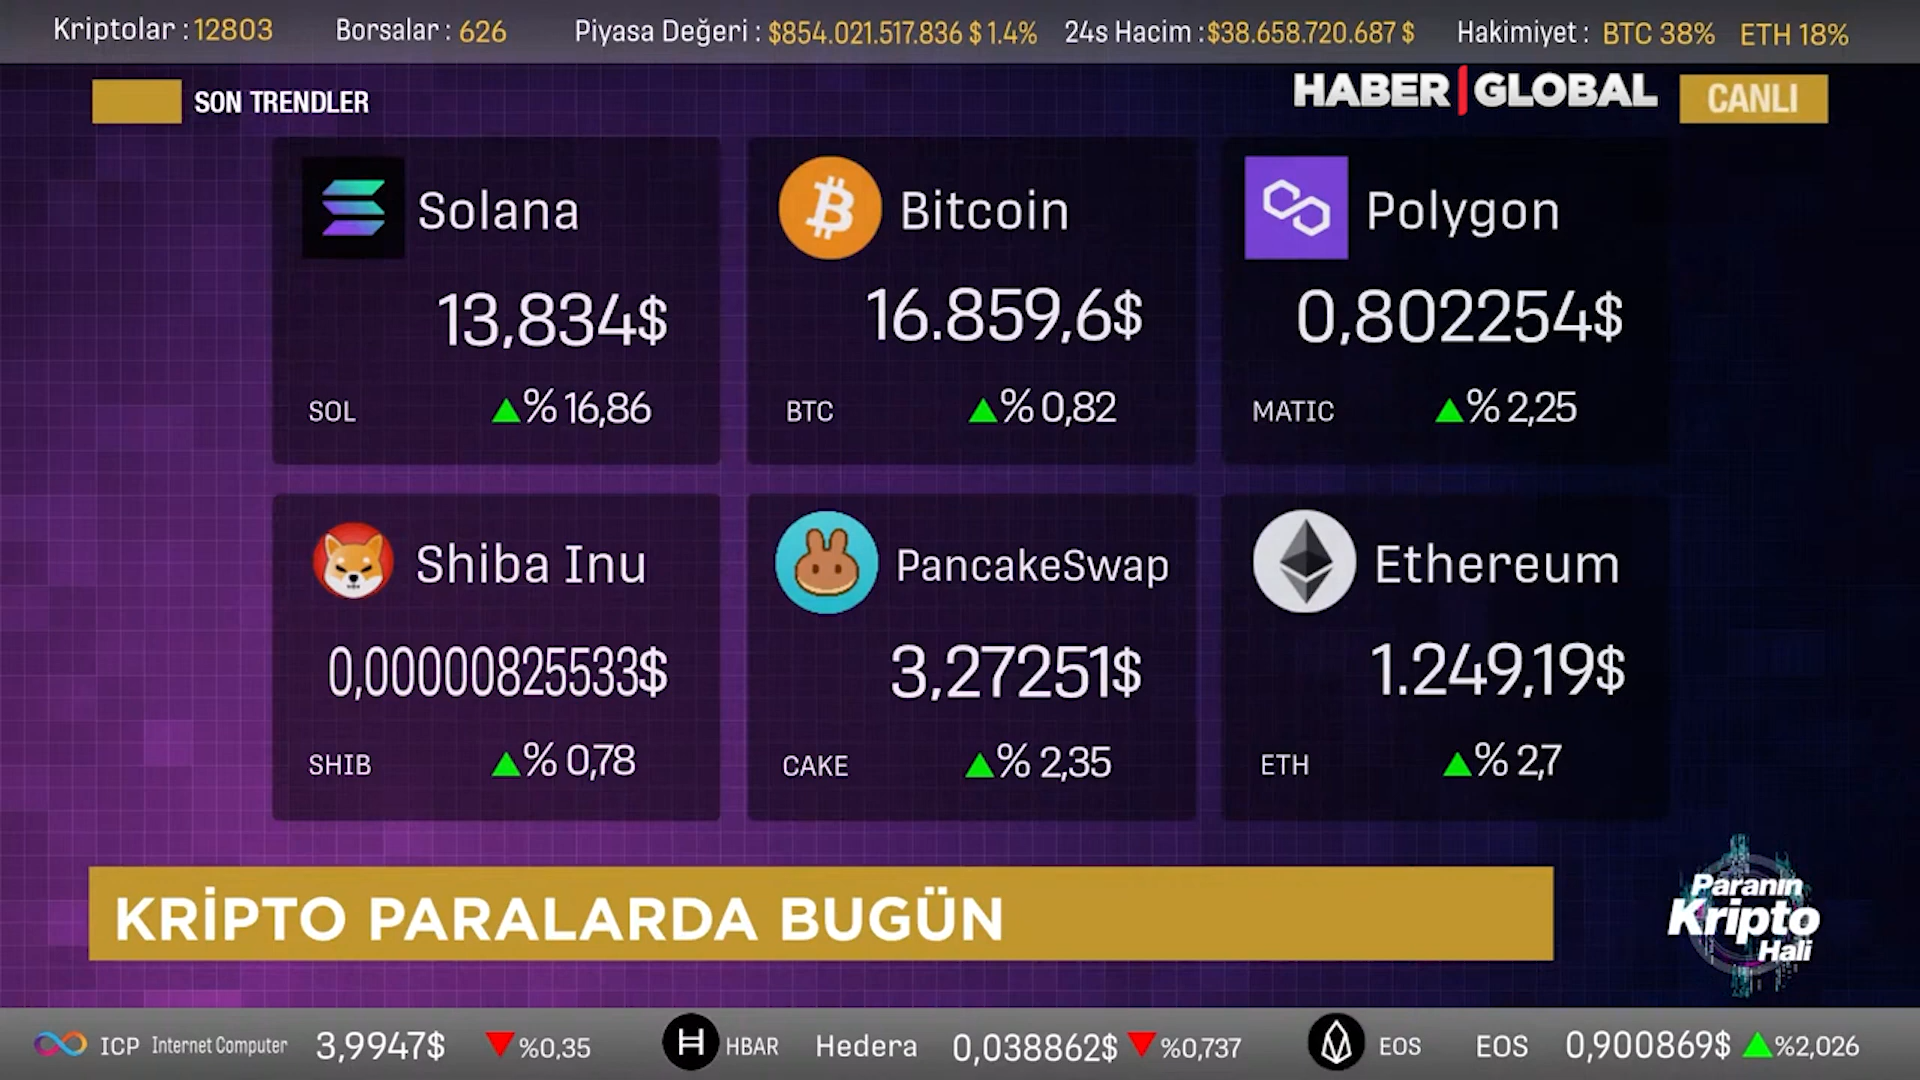 Kriptolar : 12803 Borsalar : 626 Piyasa Değeri : $854.021.517.836 $ 1.4% 24s Hacim : $38.658.720.687 $ Hakimiyet : BTC 38% ETH 18%
SON TRENDLER
HABER GLOBAL CANLI
Solana
13,834$
SOL % 16,86
Bitcoin
16.859,6$
BTC % 0,82
Polygon
0,802254$
MATIC % 2,25
Shiba Inu
0,00000825533$
SHIB % 0,78
PancakeSwap
3,27251$
CAKE % 2,35
Ethereum
1.249,19$
ETH % 2,7
KRİPTO PARALARDA BUGÜN
Paranın
Kripto
Hali
ICP Internet Computer 3,9947$ %0,35 HBAR Hedera 0,038862$ %0,737 EOS EOS 0,900869$ %2,026